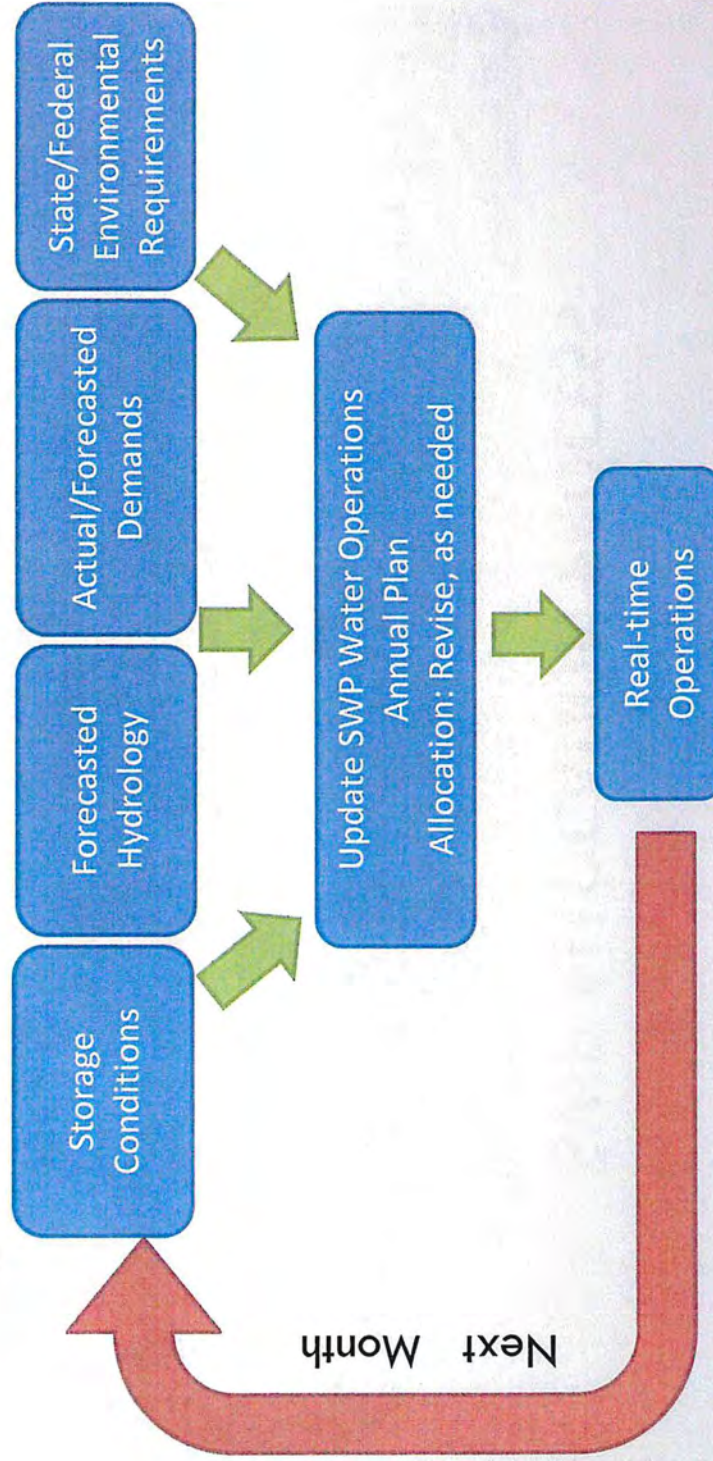 Storage
Conditions
Forecasted
Hydrology
Actual/Forecasted
Demands
State/Federal
Environmental
Requirements
Update SWP Water Operations
Annual Plan
Allocation: Revise, as needed
Real-time
Operations
Next Month